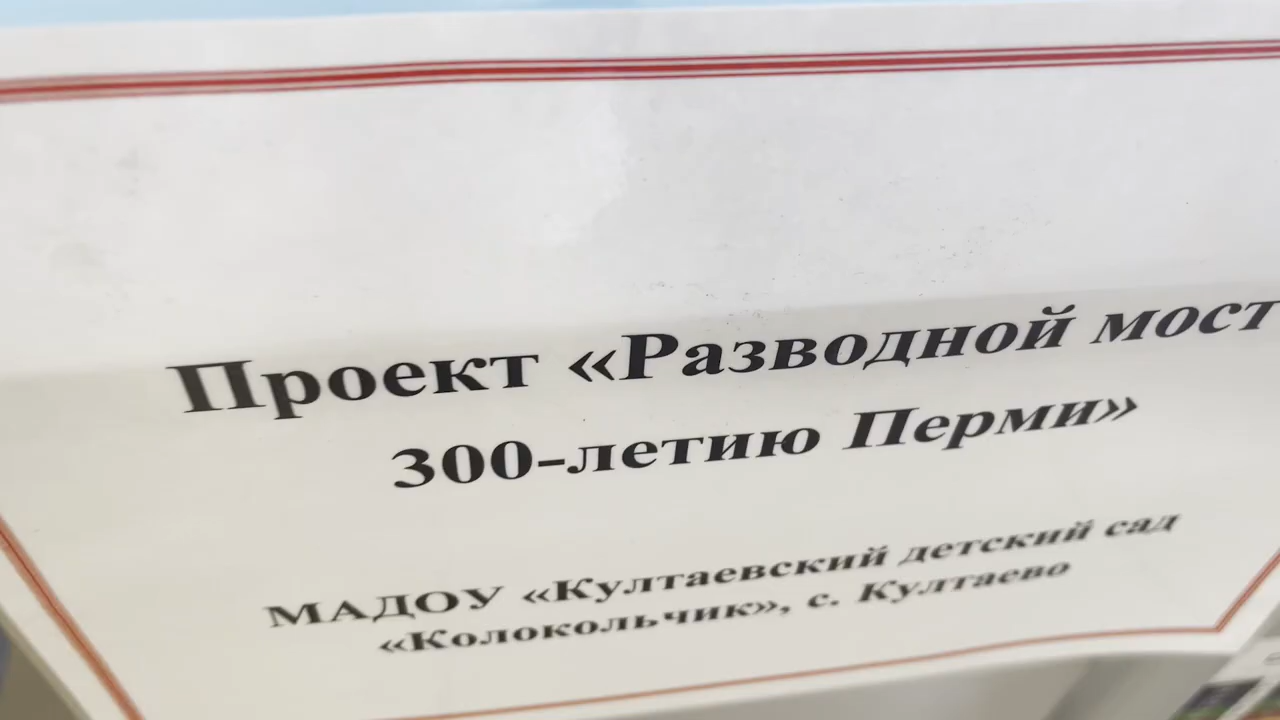 Проект «Разводной мост
300-летию Перми»
МАДОУ «Култаевский детский сад
«Колокольчик», с. Култаево